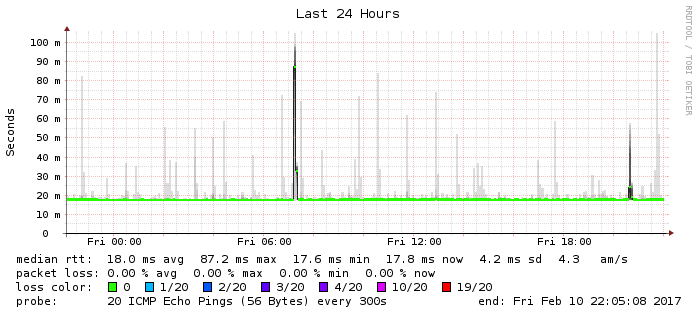 Last 24 Hours
RRDTOOL / TOBI OETIKER
Seconds
100 m
90 m
80 m
70 m
60 m
50 m
40 m
30 m
20 m
10 m
0
Fri 00:00 Fri 06:00 Fri 12:00 Fri 18:00
median rtt: 18.0 ms avg 87.2 ms max 17.6 ms min 17.8 ms now 4.2 ms sd 4.3 am/s
packet loss: 0.00 % avg 0.00 % max 0.00 % min 0.00 % now
loss color: 0 1/20 2/20 3/20 4/20 10/20 19/20
probe: 20 ICMP Echo Pings (56 Bytes) every 300s end: Fri Feb 10 22:05:08 2017